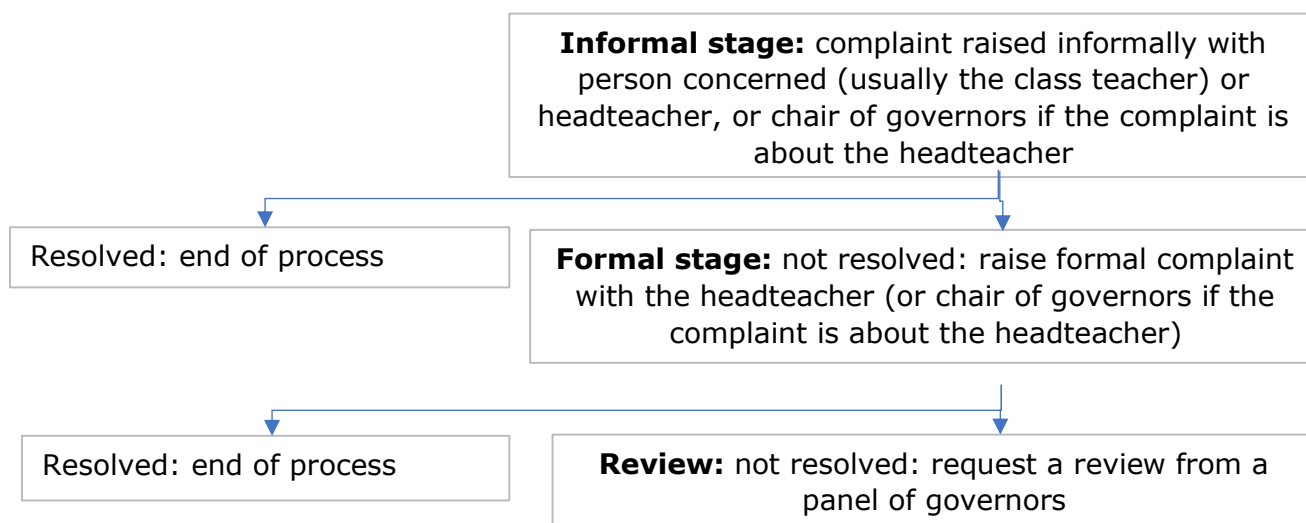 Informal stage: complaint raised informally with
person concerned (usually the class teacher) or
headteacher, or chair of governors if the complaint is
about the headteacher
Resolved: end of process
Formal stage: not resolved: raise formal complaint
with the headteacher (or chair of governors if the
complaint is about the headteacher)
Resolved: end of process
Review: not resolved: request a review from a
panel of governors